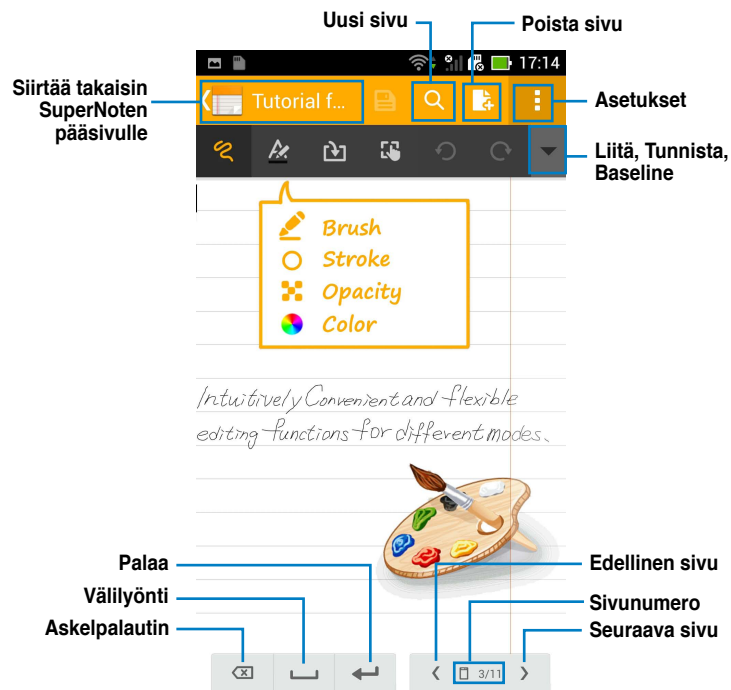 Uusi sivu
Poista sivu
17:14
Siirtää takaisin
SuperNoten
pääsivulle
Tutorial f...
Asetukset
Liitä, Tunnista,
Baseline
Brush
Stroke
Opacity
Color
Intuitively Convenient and flexible
editing functions for different modes.
Palaa
Välilyönti
Askelpalautin
Edellinen sivu
Sivunumero
Seuraava sivu
3/11